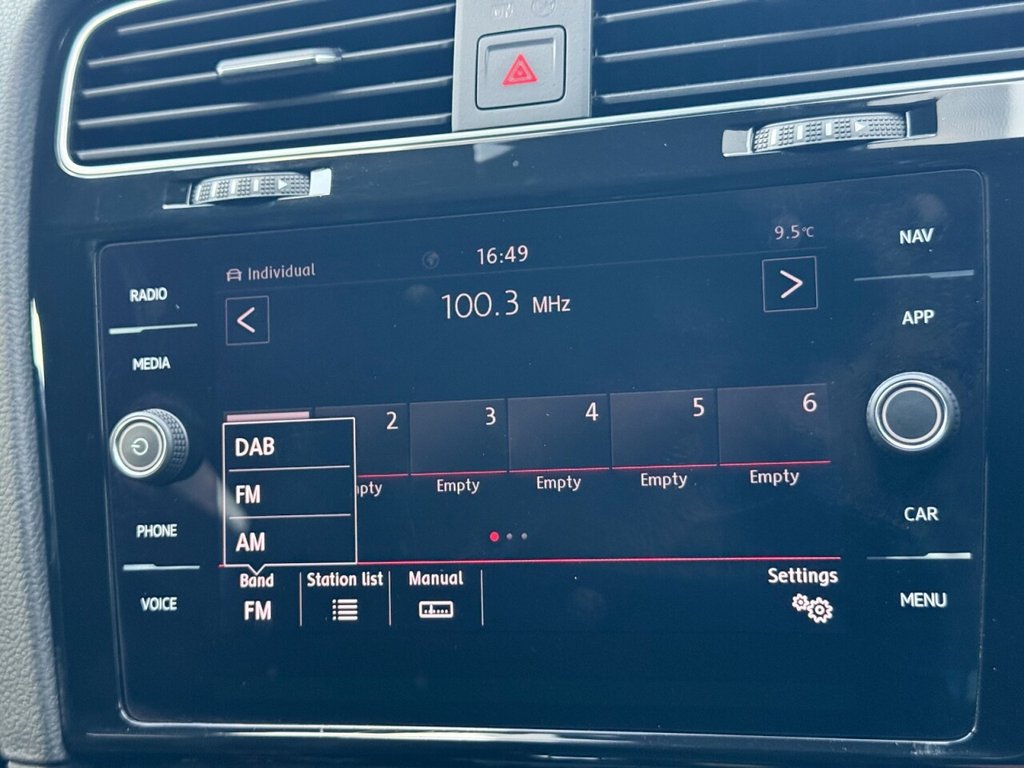 Individual
16:49
9.5°C
<
100.3 MHz
>
RADIO
MEDIA
PHONE
VOICE
NAV
APP
CAR
MENU
2
3
4
5
6
Empty
Empty
Empty
Empty
DAB
FM
AM
Band
FM
Station list
Manual
Settings